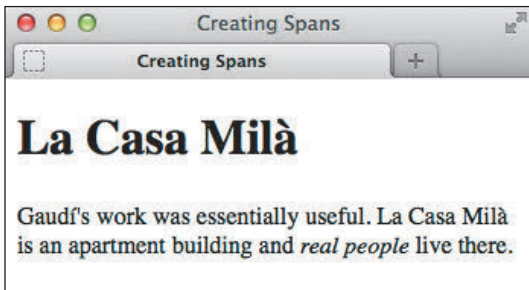 Creating Spans
Creating Spans
La Casa Milà
Gaudí's work was essentially useful. La Casa Milà
is an apartment building and real people live there.